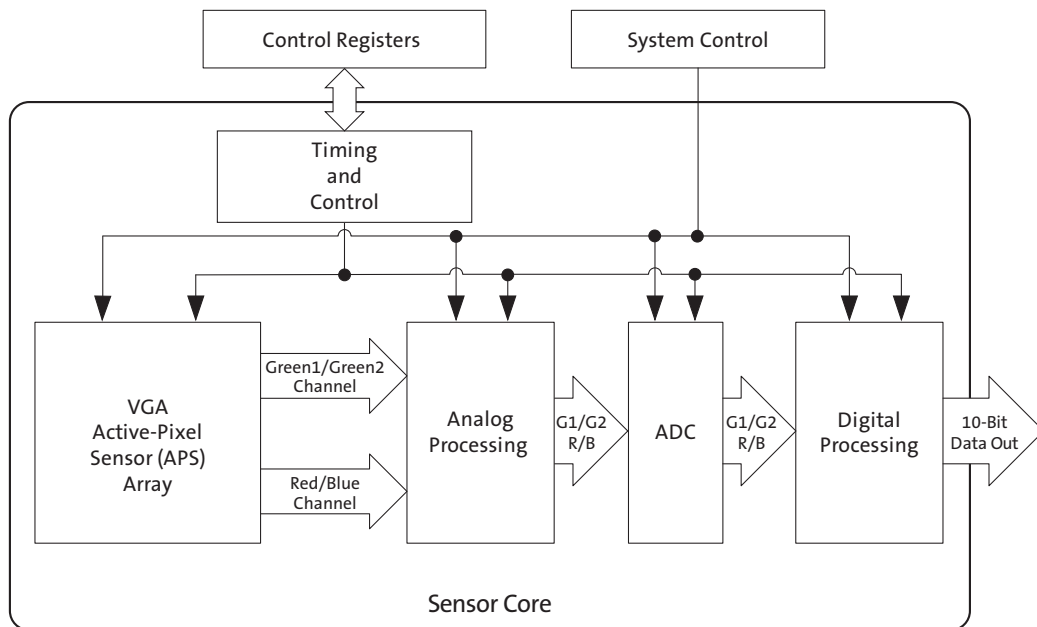 Control Registers
System Control
Timing
and
Control
VGA
Active-Pixel
Sensor (APS)
Array
Green1/Green2
Channel
Red/Blue
Channel
Analog
Processing
G1/G2
R/B
ADC
G1/G2
R/B
Digital
Processing
10-Bit
Data Out
Sensor Core